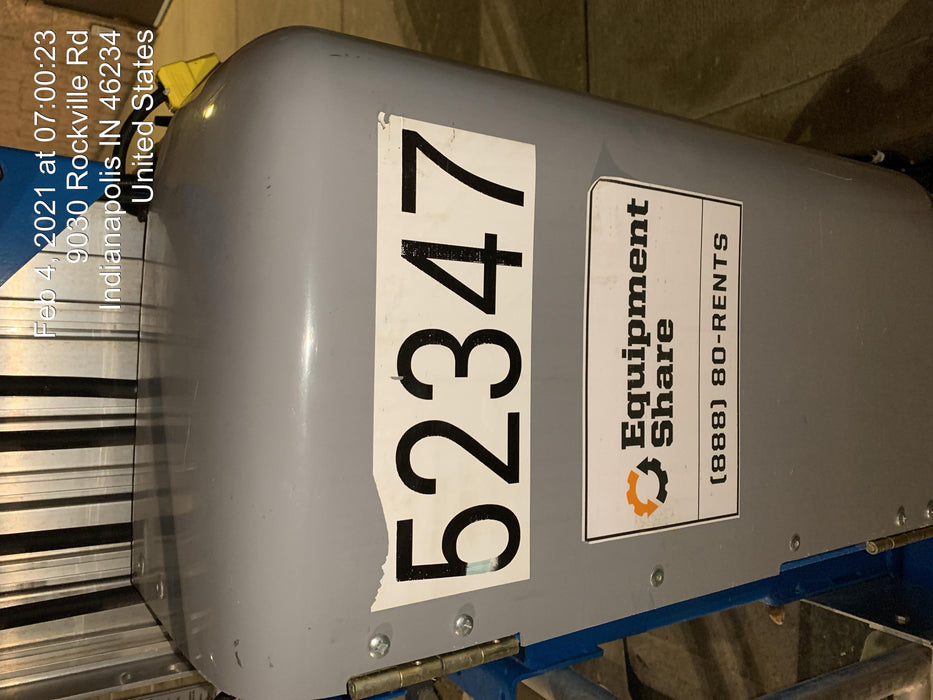 Feb 4, 2021 at 07:00:23
9030 Rockville Rd
Indianapolis IN 46234
United States
52347
Equipment
Share
(888) 80-RENTS